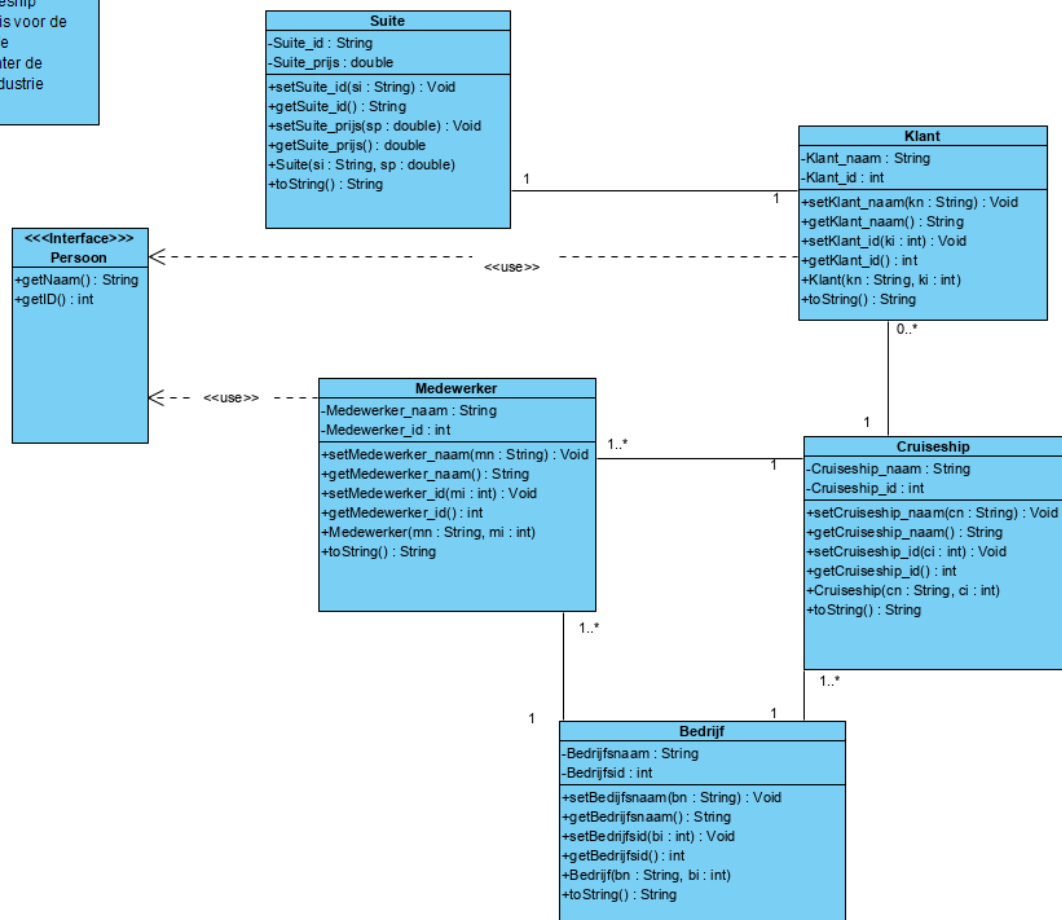 eship
is voor de
e
ter de
dustrie
Suite
-Suite_id : String
-Suite_prijs : double
+setSuite_id(si : String) : Void
+getSuite_id() : String
+setSuite_prijs(sp : double) : Void
+getSuite_prijs() : double
+Suite(si : String, sp : double)
+toString() : String
1
1
Klant
-Klant_naam : String
-Klant_id : int
+setKlant_naam(kn : String) : Void
+getKlant_naam() : String
+setKlant_id(ki : int) : Void
+getKlant_id() : int
+Klant(kn : String, ki : int)
+toString() : String
<<<Interface>>>
Persoon
+getNaam() : String
+getID() : int
<<use>>
<<use>>
0..*
1
Medewerker
-Medewerker_naam : String
-Medewerker_id : int
+setMedewerker_naam(mn : String) : Void
+getMedewerker_naam() : String
+setMedewerker_id(mi : int) : Void
+getMedewerker_id() : int
+Medewerker(mn : String, mi : int)
+toString() : String
1..*
1
Cruiseship
-Cruiseship_naam : String
-Cruiseship_id : int
+setCruiseship_naam(cn : String) : Void
+getCruiseship_naam() : String
+setCruiseship_id(ci : int) : Void
+getCruiseship_id() : int
+Cruiseship(cn : String, ci : int)
+toString() : String
1..*
1
1..*
1
Bedrijf
-Bedrijfsnaam : String
-Bedrijfsid : int
+setBedijfsnaam(bn : String) : Void
+getBedrijfsnaam() : String
+setBedrijfsid(bi : int) : Void
+getBedrijfsid() : int
+Bedrijf(bn : String, bi : int)
+toString() : String